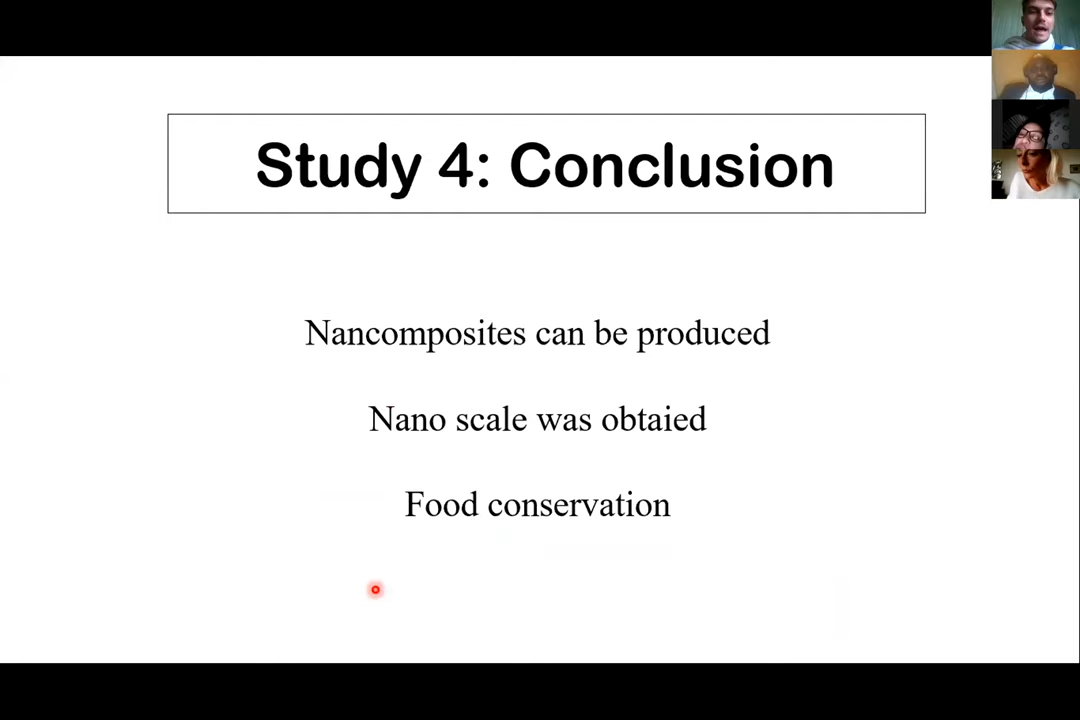 Study 4: Conclusion
Nancomposites can be produced
Nano scale was obtaied
Food conservation